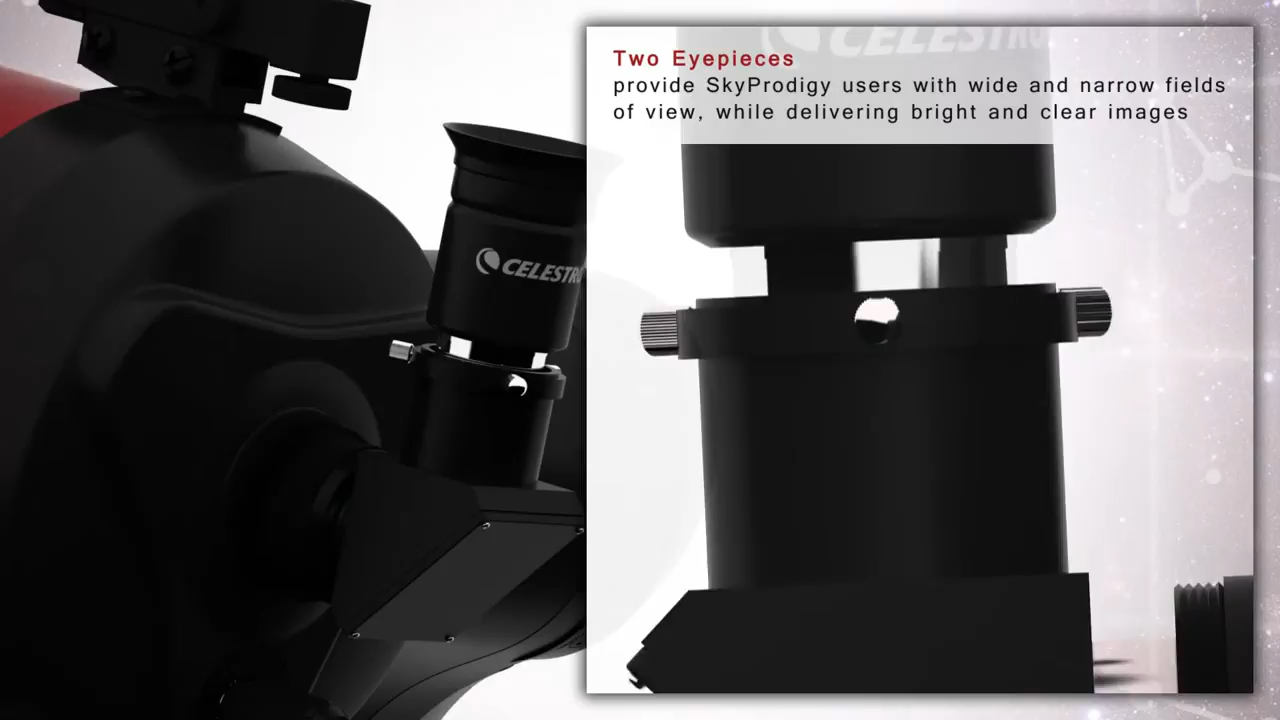 CELESTRO
Two Eyepieces
provide SkyProdigy users with wide and narrow fields
of view, while delivering bright and clear images
CELESTR